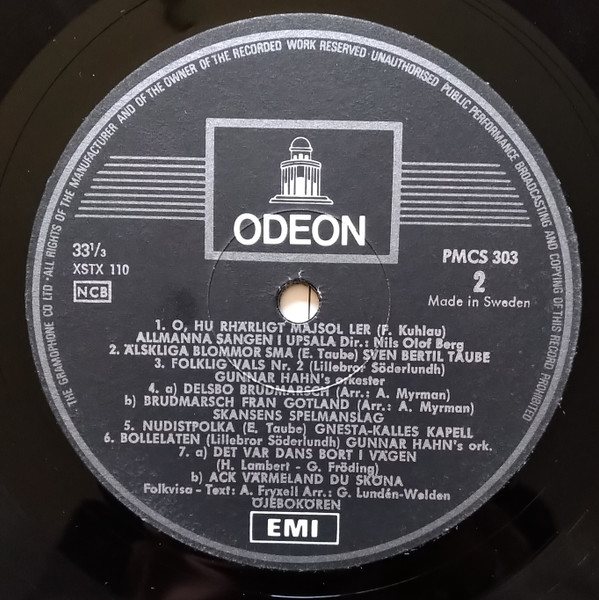 THE GRAMOPHONE CO LTD · ALL RIGHTS OF THE MANUFACTURER AND OF THE OWNER OF THE RECORDED WORK RESERVED · UNAUTHORISED PUBLIC PERFORMANCE BROADCASTING AND COPYING OF THIS RECORD PROHIBITED
ODEON
33¹/₃
XSTX 110
NCB
PMCS 303
2
Made in Sweden
1. O, HU RHÄRLIGT MAJSOL LER (F. Kuhlau)
ALLMANNA SANGEN I UPSALA Dir.: Nils Olof Berg
2. ÄLSKLIGA BLOMMOR SMA (E. Taube) SVEN BERTIL TAUBE
3. FOLKLIG VALS Nr. 2 (Lillebror Söderlundh)
GUNNAR HAHN's orkester
4. a) DELSBO BRUDMARSCH (Arr.: A. Myrman)
b) BRUDMARSCH FRAN GOTLAND (Arr.: A. Myrman)
SKANSENS SPELMANSLAG
5. NUDISTPOLKA (E. Taube) GNESTA-KALLES KAPELL
6. BOLLELATEN (Lillebror Söderlundh) GUNNAR HAHN's ork.
7. a) DET VAR DANS BORT I VÄGEN
(H. Lambert - G. Fröding)
b) ACK VÄRMELAND DU SKÖNA
Folkvisa - Text: A. Fryxell Arr.: G. Lundén-Welden
ÖJEBOKÖREN
EMI